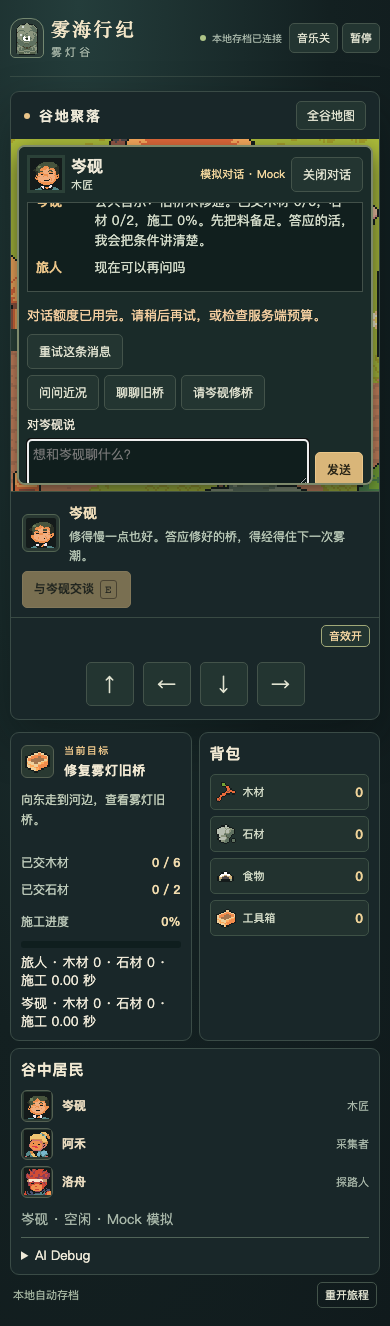 雾海行纪
雾灯谷
本地存档已连接
音乐关
暂停
谷地聚落
全谷地图
岑砚
木匠
模拟对话 · Mock
关闭对话
材 0/2，施工 0%。先把料备足。答应的活，
我会把条件讲清楚。
旅人
现在可以再问吗
对话额度已用完。请稍后再试，或检查服务端预算。
重试这条消息
问问近况
聊聊旧桥
请岑砚修桥
对岑砚说
想和岑砚聊什么？
发送
岑砚
修得慢一点也好。答应修好的桥，得经得住下一次雾
潮。
与岑砚交谈 E
音效开
↑ ← ↓ →
当前目标
修复雾灯旧桥
向东走到河边，查看雾灯旧
桥。
已交木材 0 / 6
已交石材 0 / 2
施工进度 0%
旅人 · 木材 0 · 石材 0 ·
施工 0.00 秒
岑砚 · 木材 0 · 石材 0 ·
施工 0.00 秒
背包
木材 0
石材 0
食物 0
工具箱 0
谷中居民
岑砚 木匠
阿禾 采集者
洛舟 探路人
岑砚 · 空闲 · Mock 模拟
▶ AI Debug
本地自动存档
重开旅程